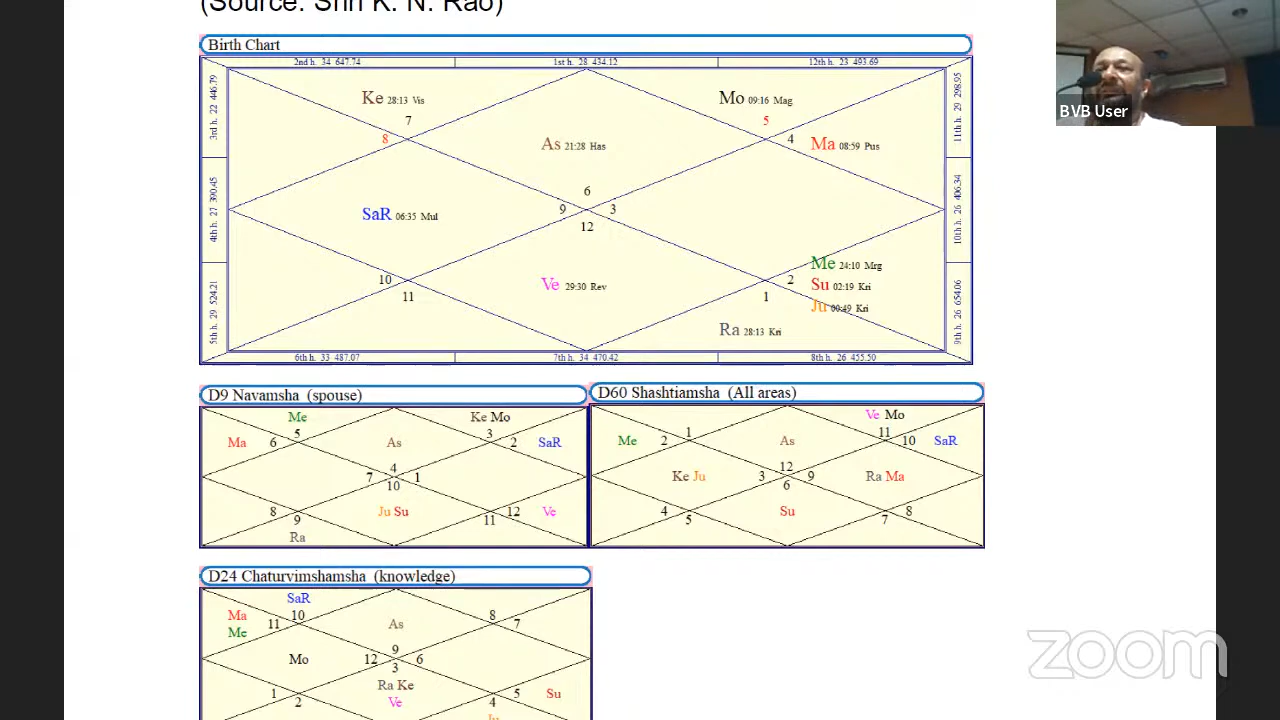 (Source: Shri K. N. Rao)
Birth Chart
2nd h. 34 647.74
1st h. 28 434.12
12th h. 23 493.69
3rd h. 22 446.79
11th h. 29 298.95
Ke 28:13 Vis
Mo 09:16 Mag
7
5
8
As 21:28 Has
4
Ma 08:59 Pus
4th h. 27 390.45
10th h. 26 406.34
6
9
3
SaR 06:35 Mul
12
5th h. 29 524.21
9th h. 26 654.06
10
Ve 29:30 Rev
2
Me 24:10 Mrg
Su 02:19 Kri
11
1
Ju 00:49 Kri
Ra 28:13 Kri
6th h. 33 487.07
7th h. 34 470.42
8th h. 26 455.50
D9 Navamsha (spouse)
Me
Ke Mo
5
3
Ma 6
As
2 SaR
4
7
1
10
8
Ju Su
12 Ve
9
11
Ra
D60 Shashtiamsha (All areas)
Ve Mo
1
11
Me 2
As
10 SaR
12
Ke Ju 3
9 Ra Ma
6
4
Su
8
5
7
D24 Chaturvimshamsha (knowledge)
SaR
Ma
10
8
Me
11
As
7
9
Mo
12
6
3
Ra Ke
1
Ve
5 Su
2
4
Ju
BVB User
zoom